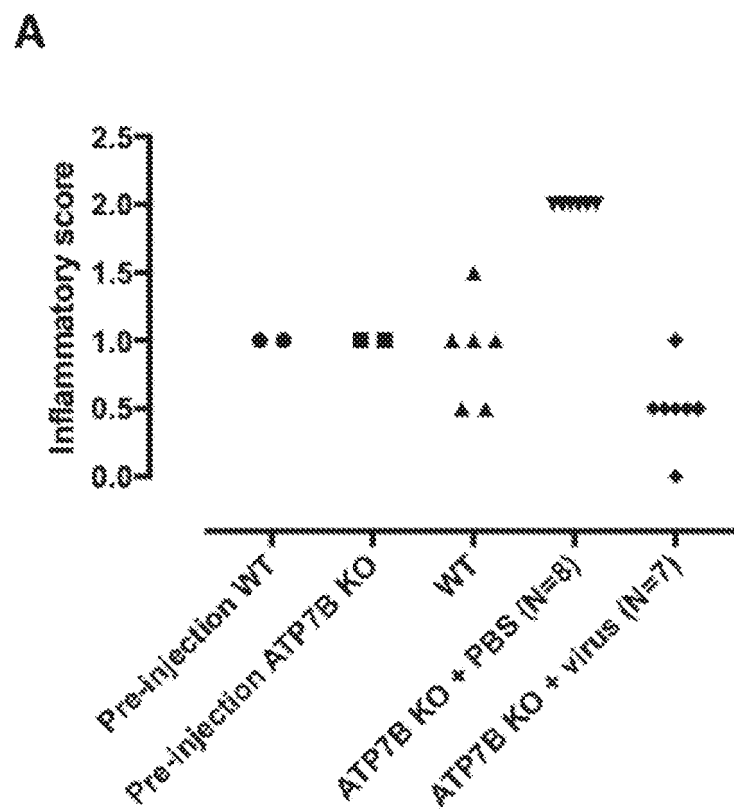 A
Inflammatory score
2.5
2.0
1.5
1.0
0.5
0.0
Pre-injection WT
Pre-injection ATP7B KO
WT
ATP7B KO + PBS (N=8)
ATP7B KO + virus (N=7)